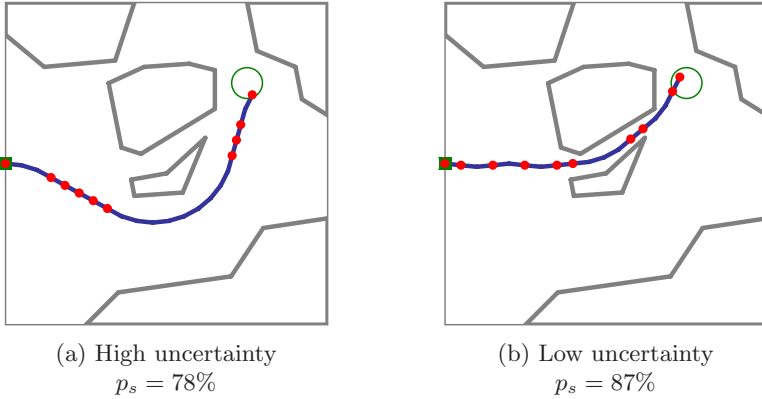 (a) High uncertainty
p_s = 78%
(b) Low uncertainty
p_s = 87%